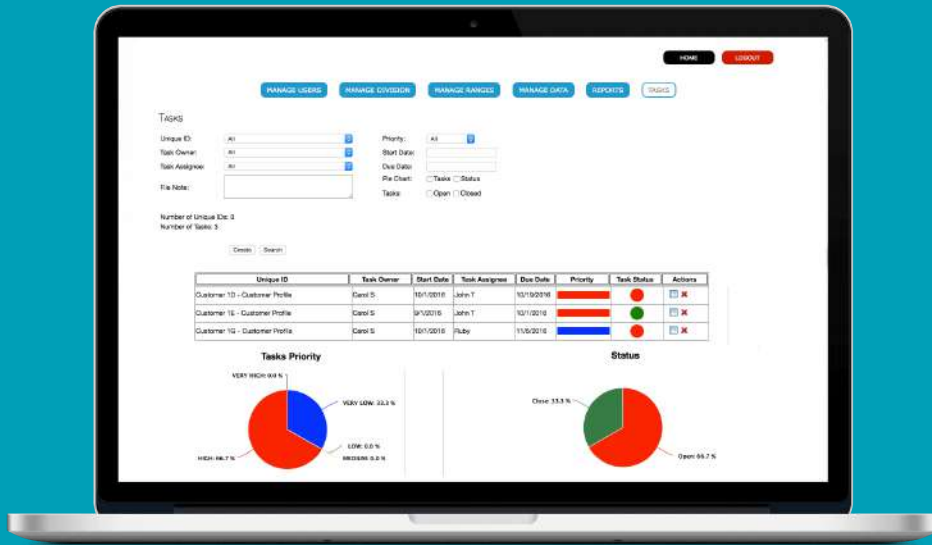 HOME LOGOUT
MANAGE USERS MANAGE DIVISION MANAGE RANGES MANAGE DATA REPORTS TASKS
TASKS
Unique ID: All Priority: All
Task Owner: All Start Date:
Task Assignee: All Due Date:
Pie Chart: Tasks Status
File Note:
Tasks: Open Closed
Number of Unique IDs: 3
Number of Tasks: 3
Create Search
Unique ID Task Owner Start Date Task Assignee Due Date Priority Task Status Actions
Customer 1D - Customer Profile Carol S 10/1/2016 John T 10/19/2016
Customer 1E - Customer Profile Carol S 9/1/2016 John T 10/1/2016
Customer 1G - Customer Profile Carol S 10/1/2016 Ruby 11/5/2016
Tasks Priority Status
VERY HIGH: 0.0 %
VERY LOW: 33.3 %
LOW: 0.0 %
MEDIUM: 0.0 %
HIGH: 66.7 %
Close: 33.3 %
Open: 66.7 %